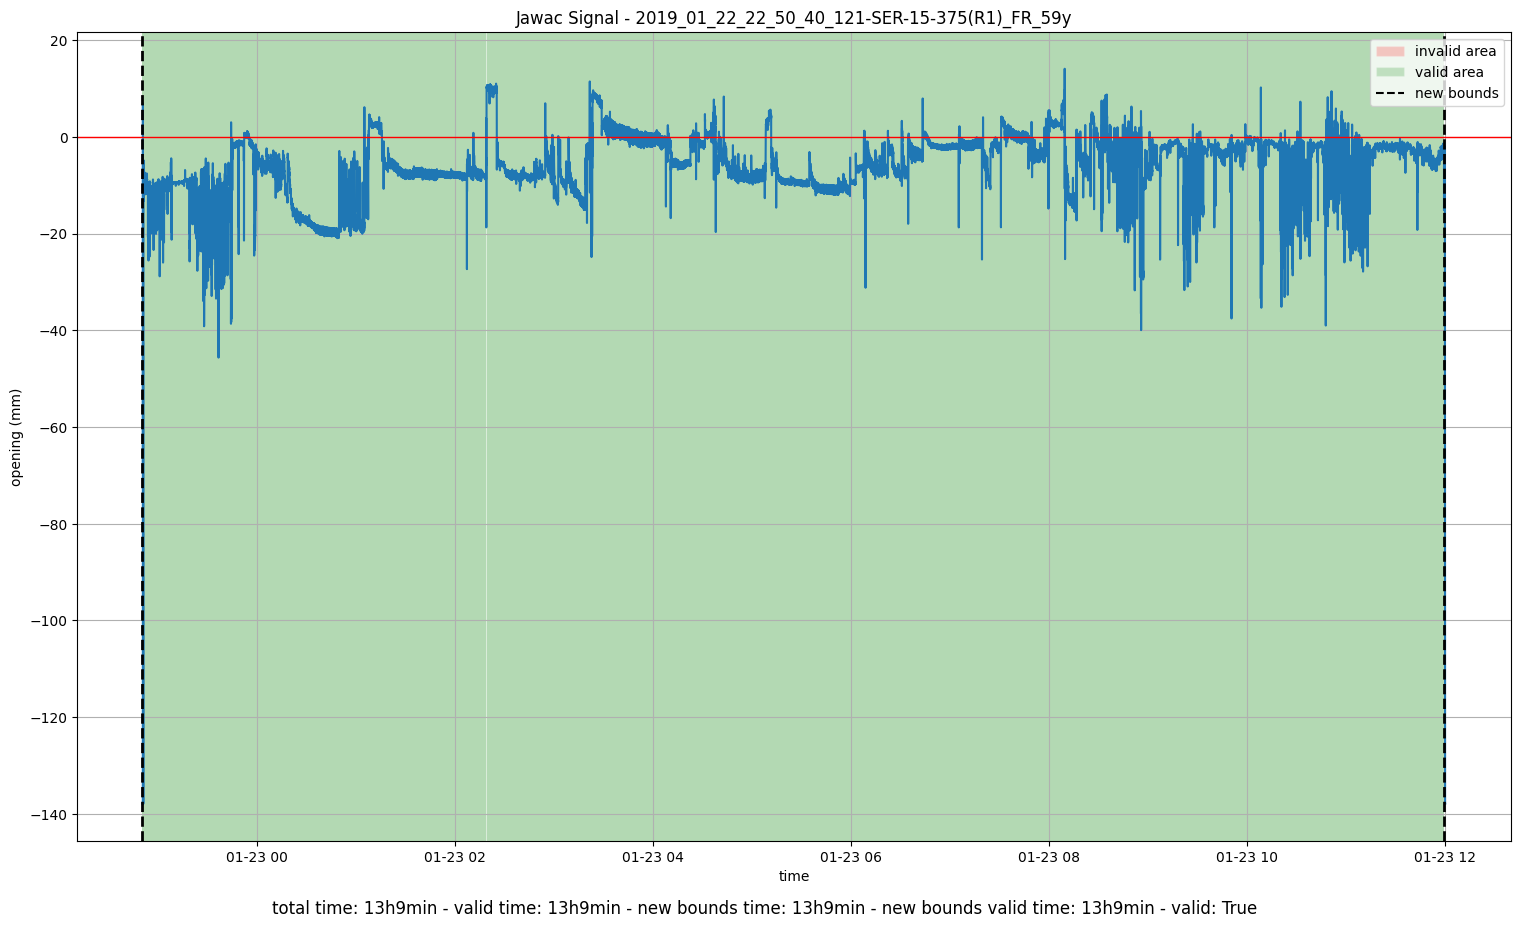 Jawac Signal - 2019_01_22_22_50_40_121-SER-15-375(R1)_FR_59y
invalid area
valid area
new bounds
20
0
−20
−40
−60
−80
−100
−120
−140
opening (mm)
01-23 00
01-23 02
01-23 04
01-23 06
01-23 08
01-23 10
01-23 12
time
total time: 13h9min - valid time: 13h9min - new bounds time: 13h9min - new bounds valid time: 13h9min - valid: True